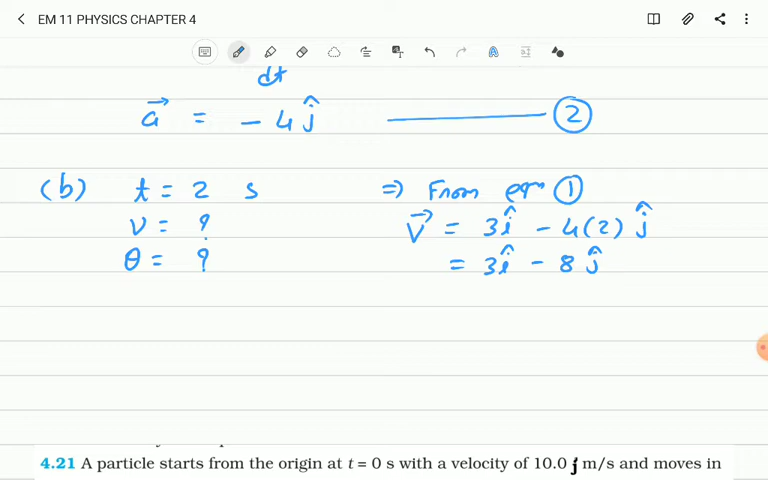 EM 11 PHYSICS CHAPTER 4
dt
a⃗ = - 4 ĵ ②
(b) t = 2 s ⇒ From eqn ①
v = ? V⃗ = 3î - 4(2) ĵ
θ = ? = 3î - 8 ĵ
4.21 A particle starts from the origin at t = 0 s with a velocity of 10.0 ĵ m/s and moves in